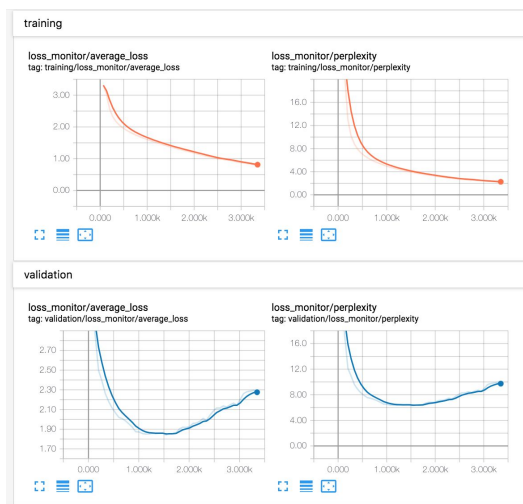 training
loss_monitor/average_loss
tag: training/loss_monitor/average_loss
3.00
2.00
1.00
0.00
0.000 1.000k 2.000k 3.000k
loss_monitor/perplexity
tag: training/loss_monitor/perplexity
16.0
12.0
8.00
4.00
0.00
0.000 1.000k 2.000k 3.000k
validation
loss_monitor/average_loss
tag: validation/loss_monitor/average_loss
2.70
2.50
2.30
2.10
1.90
1.70
0.000 1.000k 2.000k 3.000k
loss_monitor/perplexity
tag: validation/loss_monitor/perplexity
16.0
12.0
8.00
4.00
0.00
0.000 1.000k 2.000k 3.000k